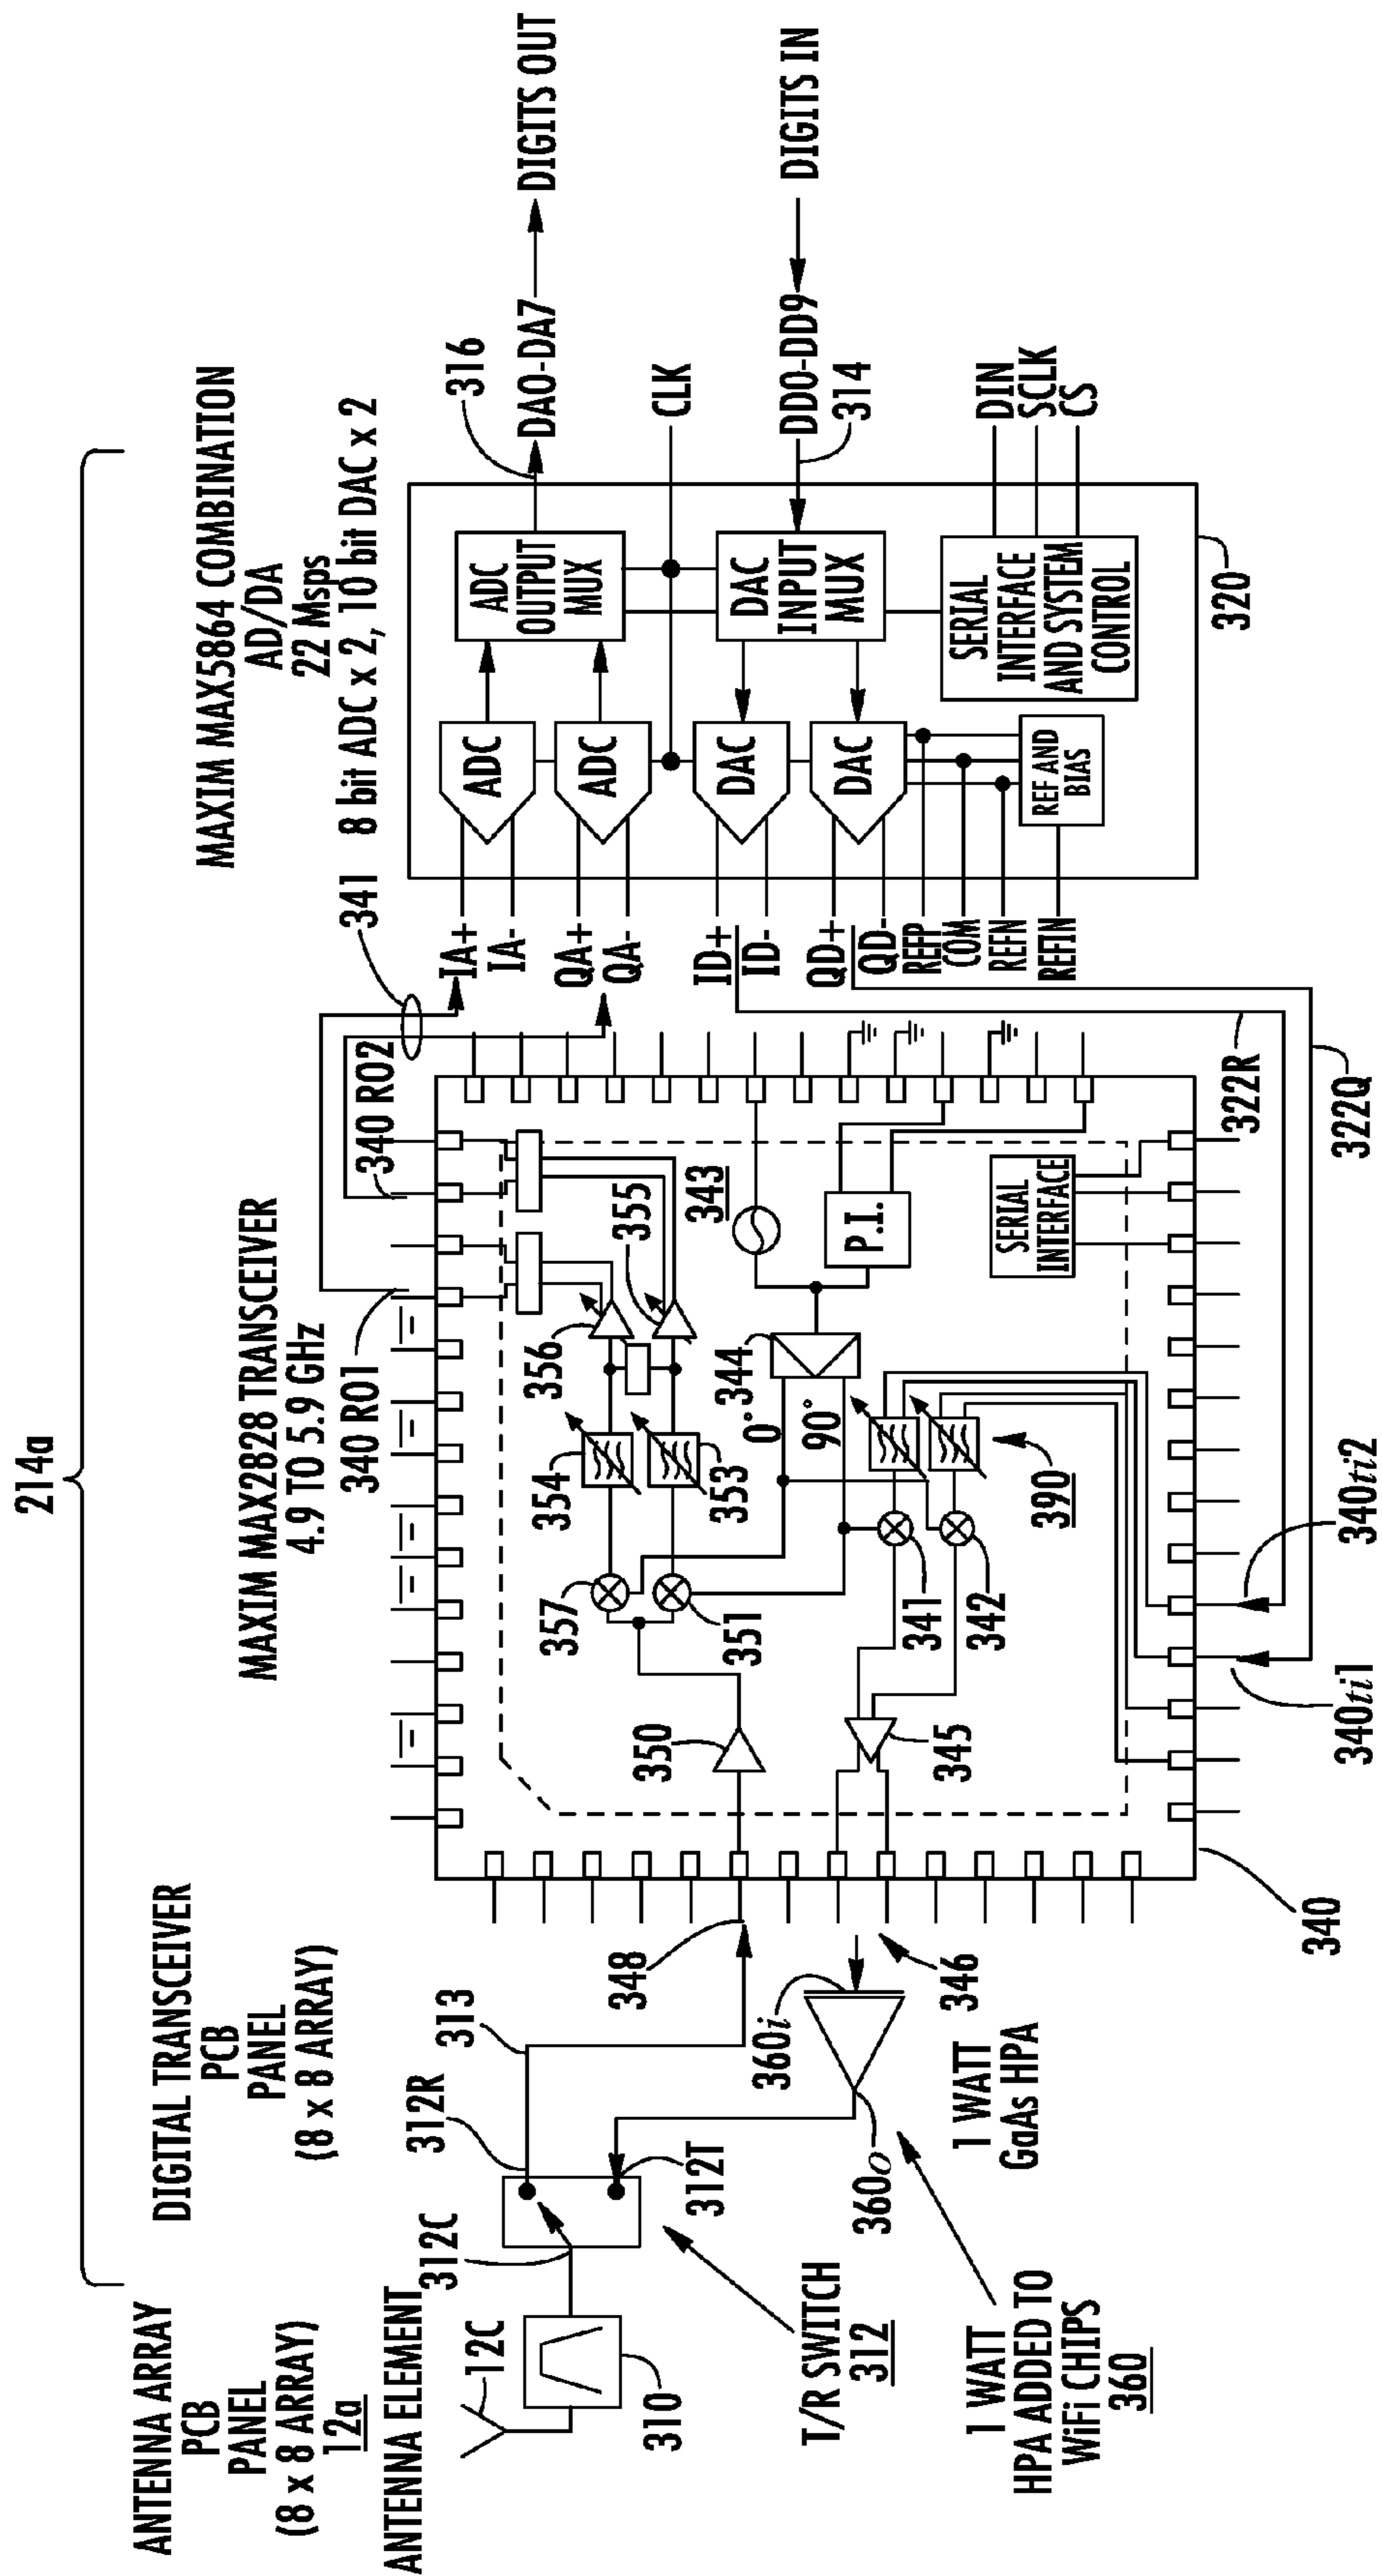 214a
ANTENNA ARRAY
PCB
PANEL
(8 x 8 ARRAY)
12a
ANTENNA ELEMENT
12C
310
312C
312R
313
312T
T/R SWITCH
312
DIGITAL TRANSCEIVER
PCB
PANEL
(8 x 8 ARRAY)
348
360i
360o
346
1 WATT
GaAs HPA
1 WATT
HPA ADDED TO
WiFi CHIPS
360
MAXIM MAX2828 TRANSCEIVER
4.9 TO 5.9 GHz
340 RO1
340 RO2
341
350
357
351
354
353
356
355
343
344
0°
90°
P.I.
341
342
345
390
SERIAL
INTERFACE
340
340ti1
340ti2
322R
322Q
MAXIM MAX5864 COMBINATION
AD/DA
22 Msps
8 bit ADC x 2, 10 bit DAC x 2
IA+
IA-
QA+
QA-
ID+
ID-
QD+
QD-
REFP
COM
REFN
REFIN
ADC
ADC
DAC
DAC
ADC
OUTPUT
MUX
DAC
INPUT
MUX
REF AND
BIAS
SERIAL
INTERFACE
AND SYSTEM
CONTROL
316
DA0-DA7
DIGITS OUT
CLK
DD0-DD9
314
DIGITS IN
DIN
SCLK
CS
320